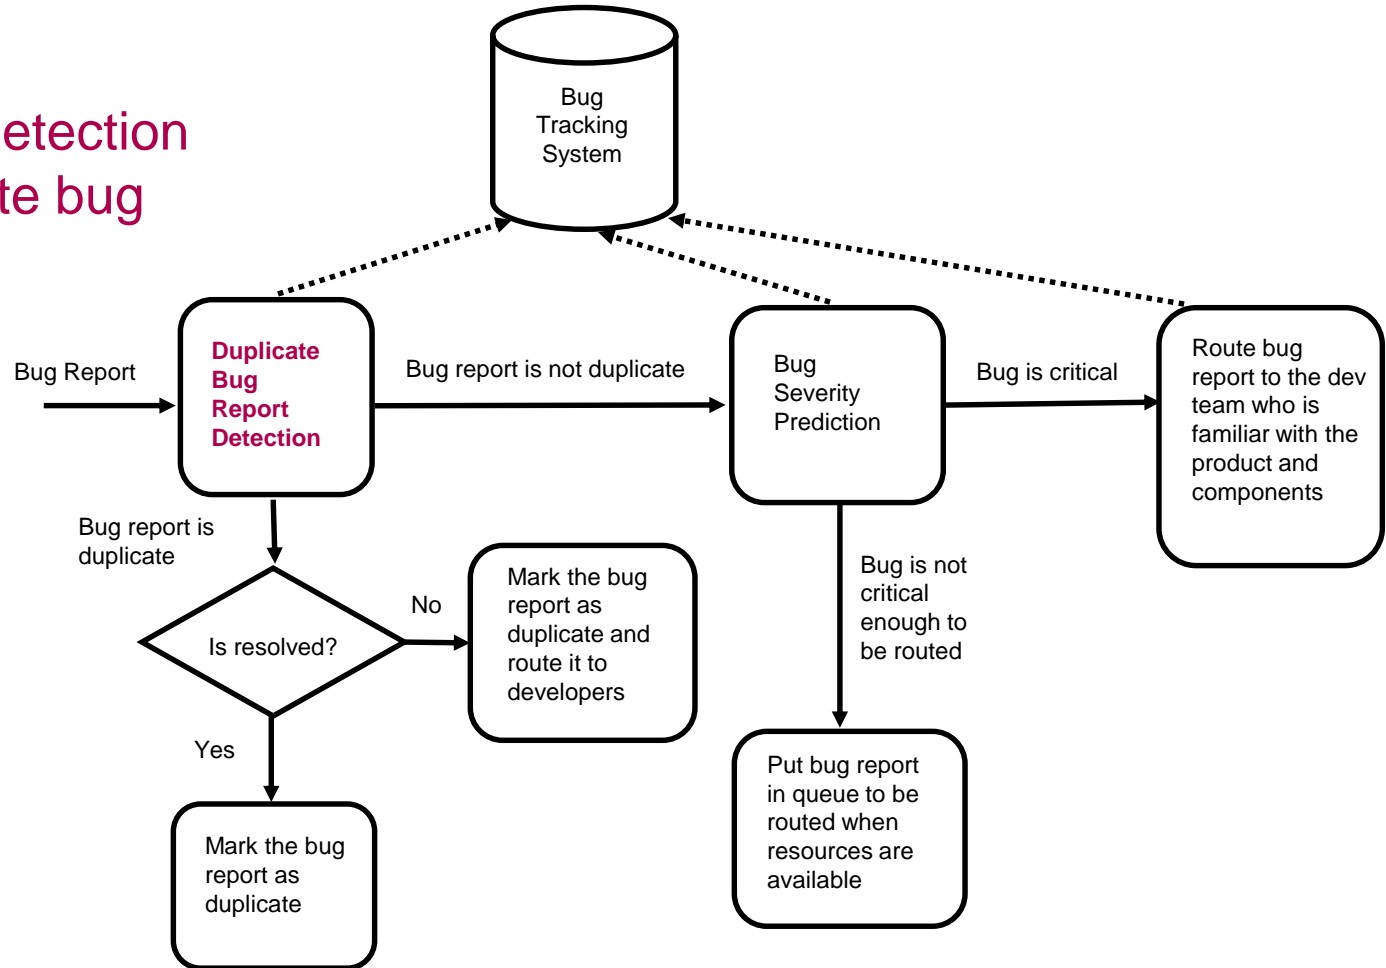 Bug
Tracking
System
etection
te bug
Bug Report
Duplicate
Bug
Report
Detection
Bug report is not duplicate
Bug
Severity
Prediction
Bug is critical
Route bug
report to the dev
team who is
familiar with the
product and
components
Bug report is
duplicate
Is resolved?
No
Mark the bug
report as
duplicate and
route it to
developers
Yes
Mark the bug
report as
duplicate
Bug is not
critical
enough to
be routed
Put bug report
in queue to be
routed when
resources are
available